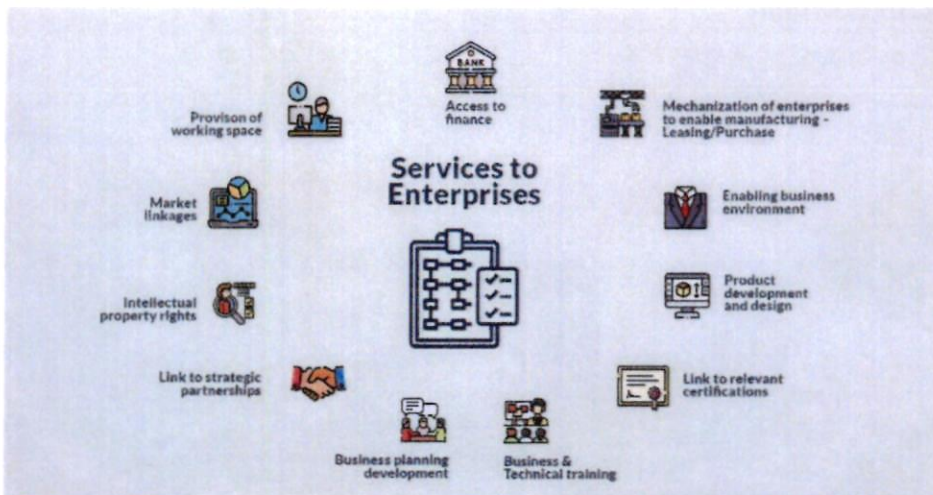 BANK
Access to
finance
Provison of
working space
Mechanization of enterprises
to enable manufacturing -
Leasing/Purchase
Services to
Enterprises
Market
linkages
Enabling business
environment
Intellectual
property rights
Product
development
and design
Link to strategic
partnerships
Link to relevant
certifications
Business planning
development
Business &
Technical training